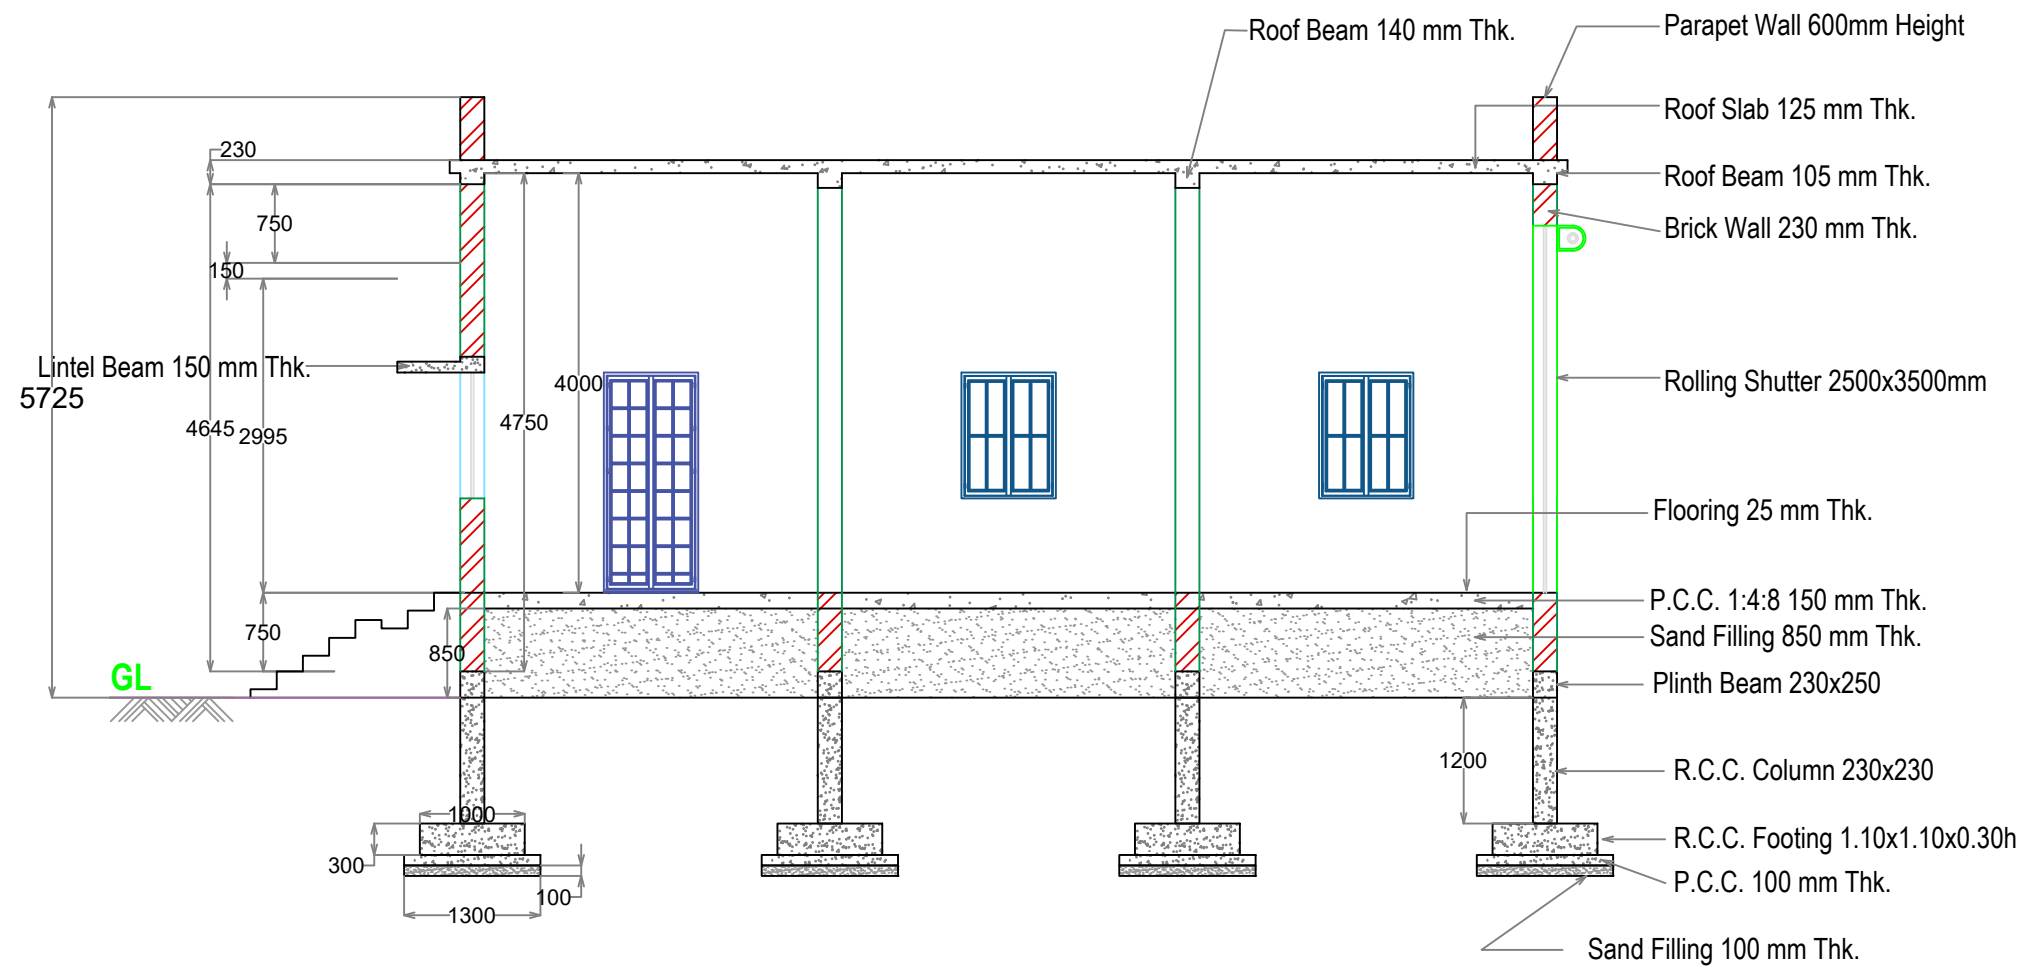 Roof Beam 140 mm Thk.
Parapet Wall 600mm Height
Roof Slab 125 mm Thk.
230
Roof Beam 105 mm Thk.
750
Brick Wall 230 mm Thk.
150
Lintel Beam 150 mm Thk.
5725
4000
Rolling Shutter 2500x3500mm
4645
2995
4750
Flooring 25 mm Thk.
P.C.C. 1:4:8 150 mm Thk.
750
Sand Filling 850 mm Thk.
850
GL
Plinth Beam 230x250
1200
R.C.C. Column 230x230
1000
300
R.C.C. Footing 1.10x1.10x0.30h
P.C.C. 100 mm Thk.
100
1300
Sand Filling 100 mm Thk.